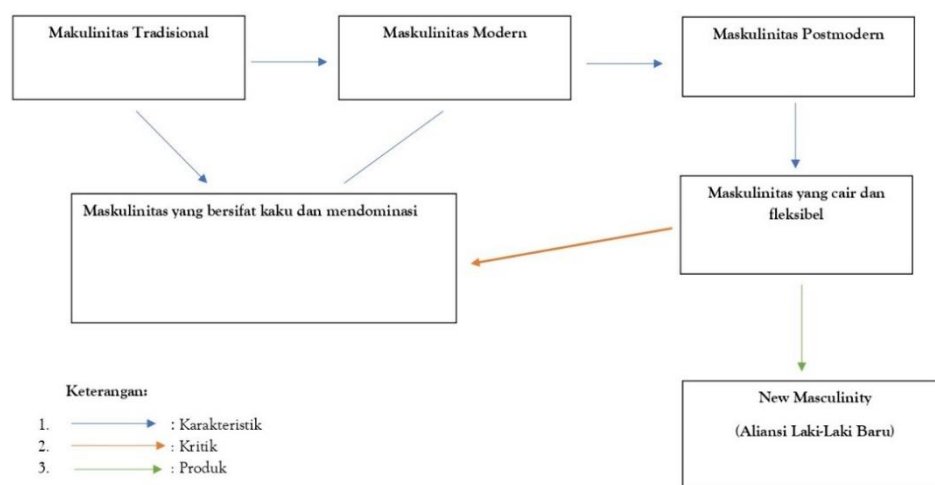 Makulinitas Tradisional
Maskulinitas Modern
Maskulinitas Postmodern
Maskulinitas yang bersifat kaku dan mendominasi
Maskulinitas yang cair dan
fleksibel
New Masculinity
(Aliansi Laki-Laki Baru)
Keterangan:
1. : Karakteristik
2. : Kritik
3. : Produk